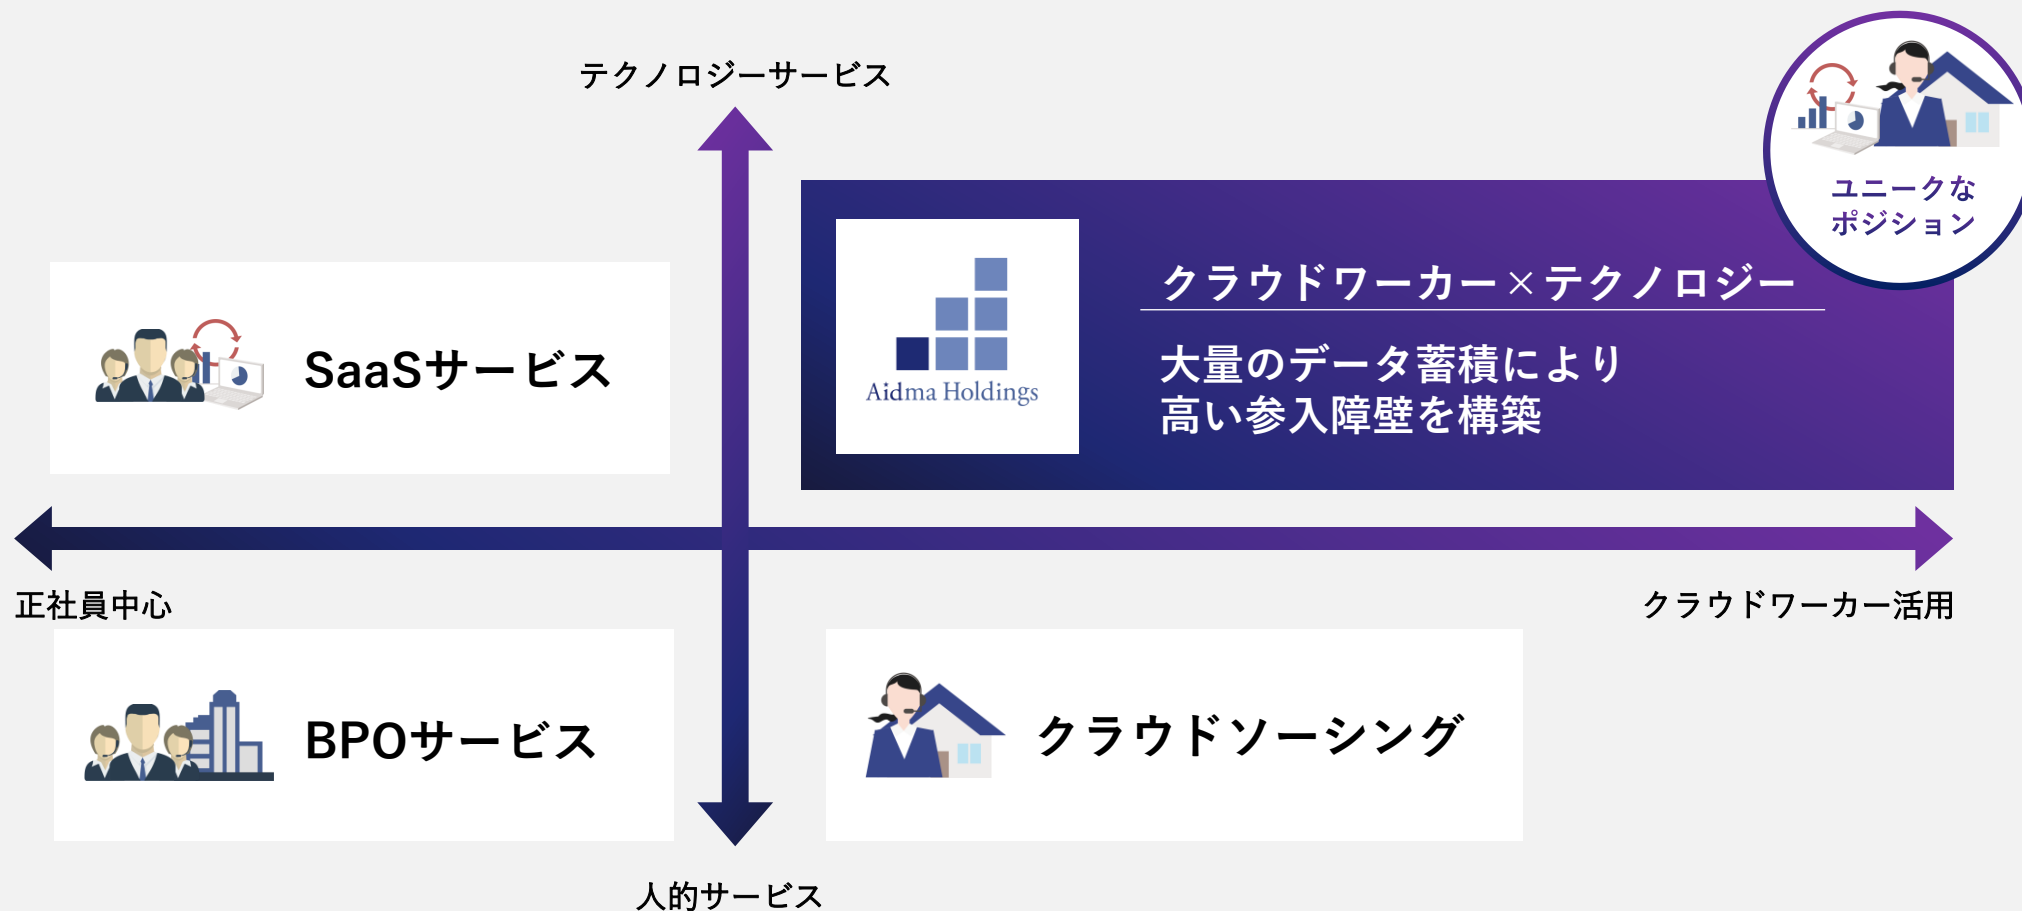 テクノロジーサービス
ユニークな
ポジション
クラウドワーカー×テクノロジー
大量のデータ蓄積により
高い参入障壁を構築
Aidma Holdings
SaaSサービス
正社員中心
クラウドワーカー活用
BPOサービス
クラウドソーシング
人的サービス